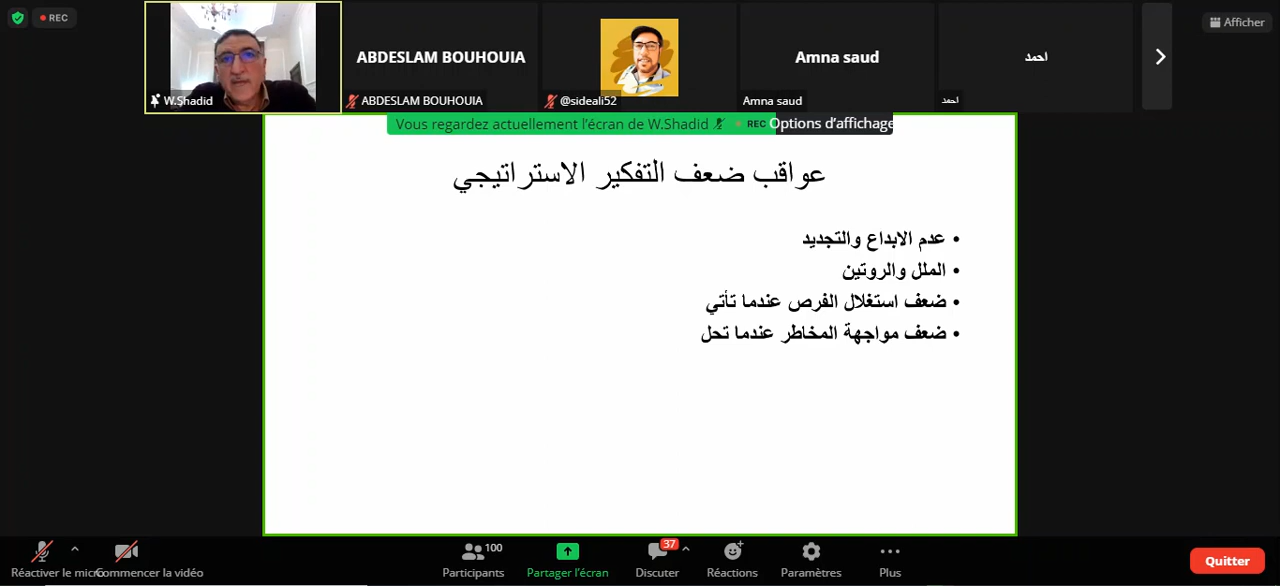 REC
Afficher
ABDESLAM BOUHOUIA
Amna saud
احمد
W.Shadid
ABDESLAM BOUHOUIA
@sideali52
Amna saud
احمد
Vous regardez actuellement l'écran de W.Shadid
REC
Options d'affichage
عواقب ضعف التفكير الاستراتيجي
• عدم الابداع والتجديد
• الملل والروتين
• ضعف استغلال الفرص عندما تأتي
• ضعف مواجهة المخاطر عندما تحل
100
37
Réactiver le micro
Commencer la vidéo
Participants
Partager l'écran
Discuter
Réactions
Paramètres
Plus
Quitter